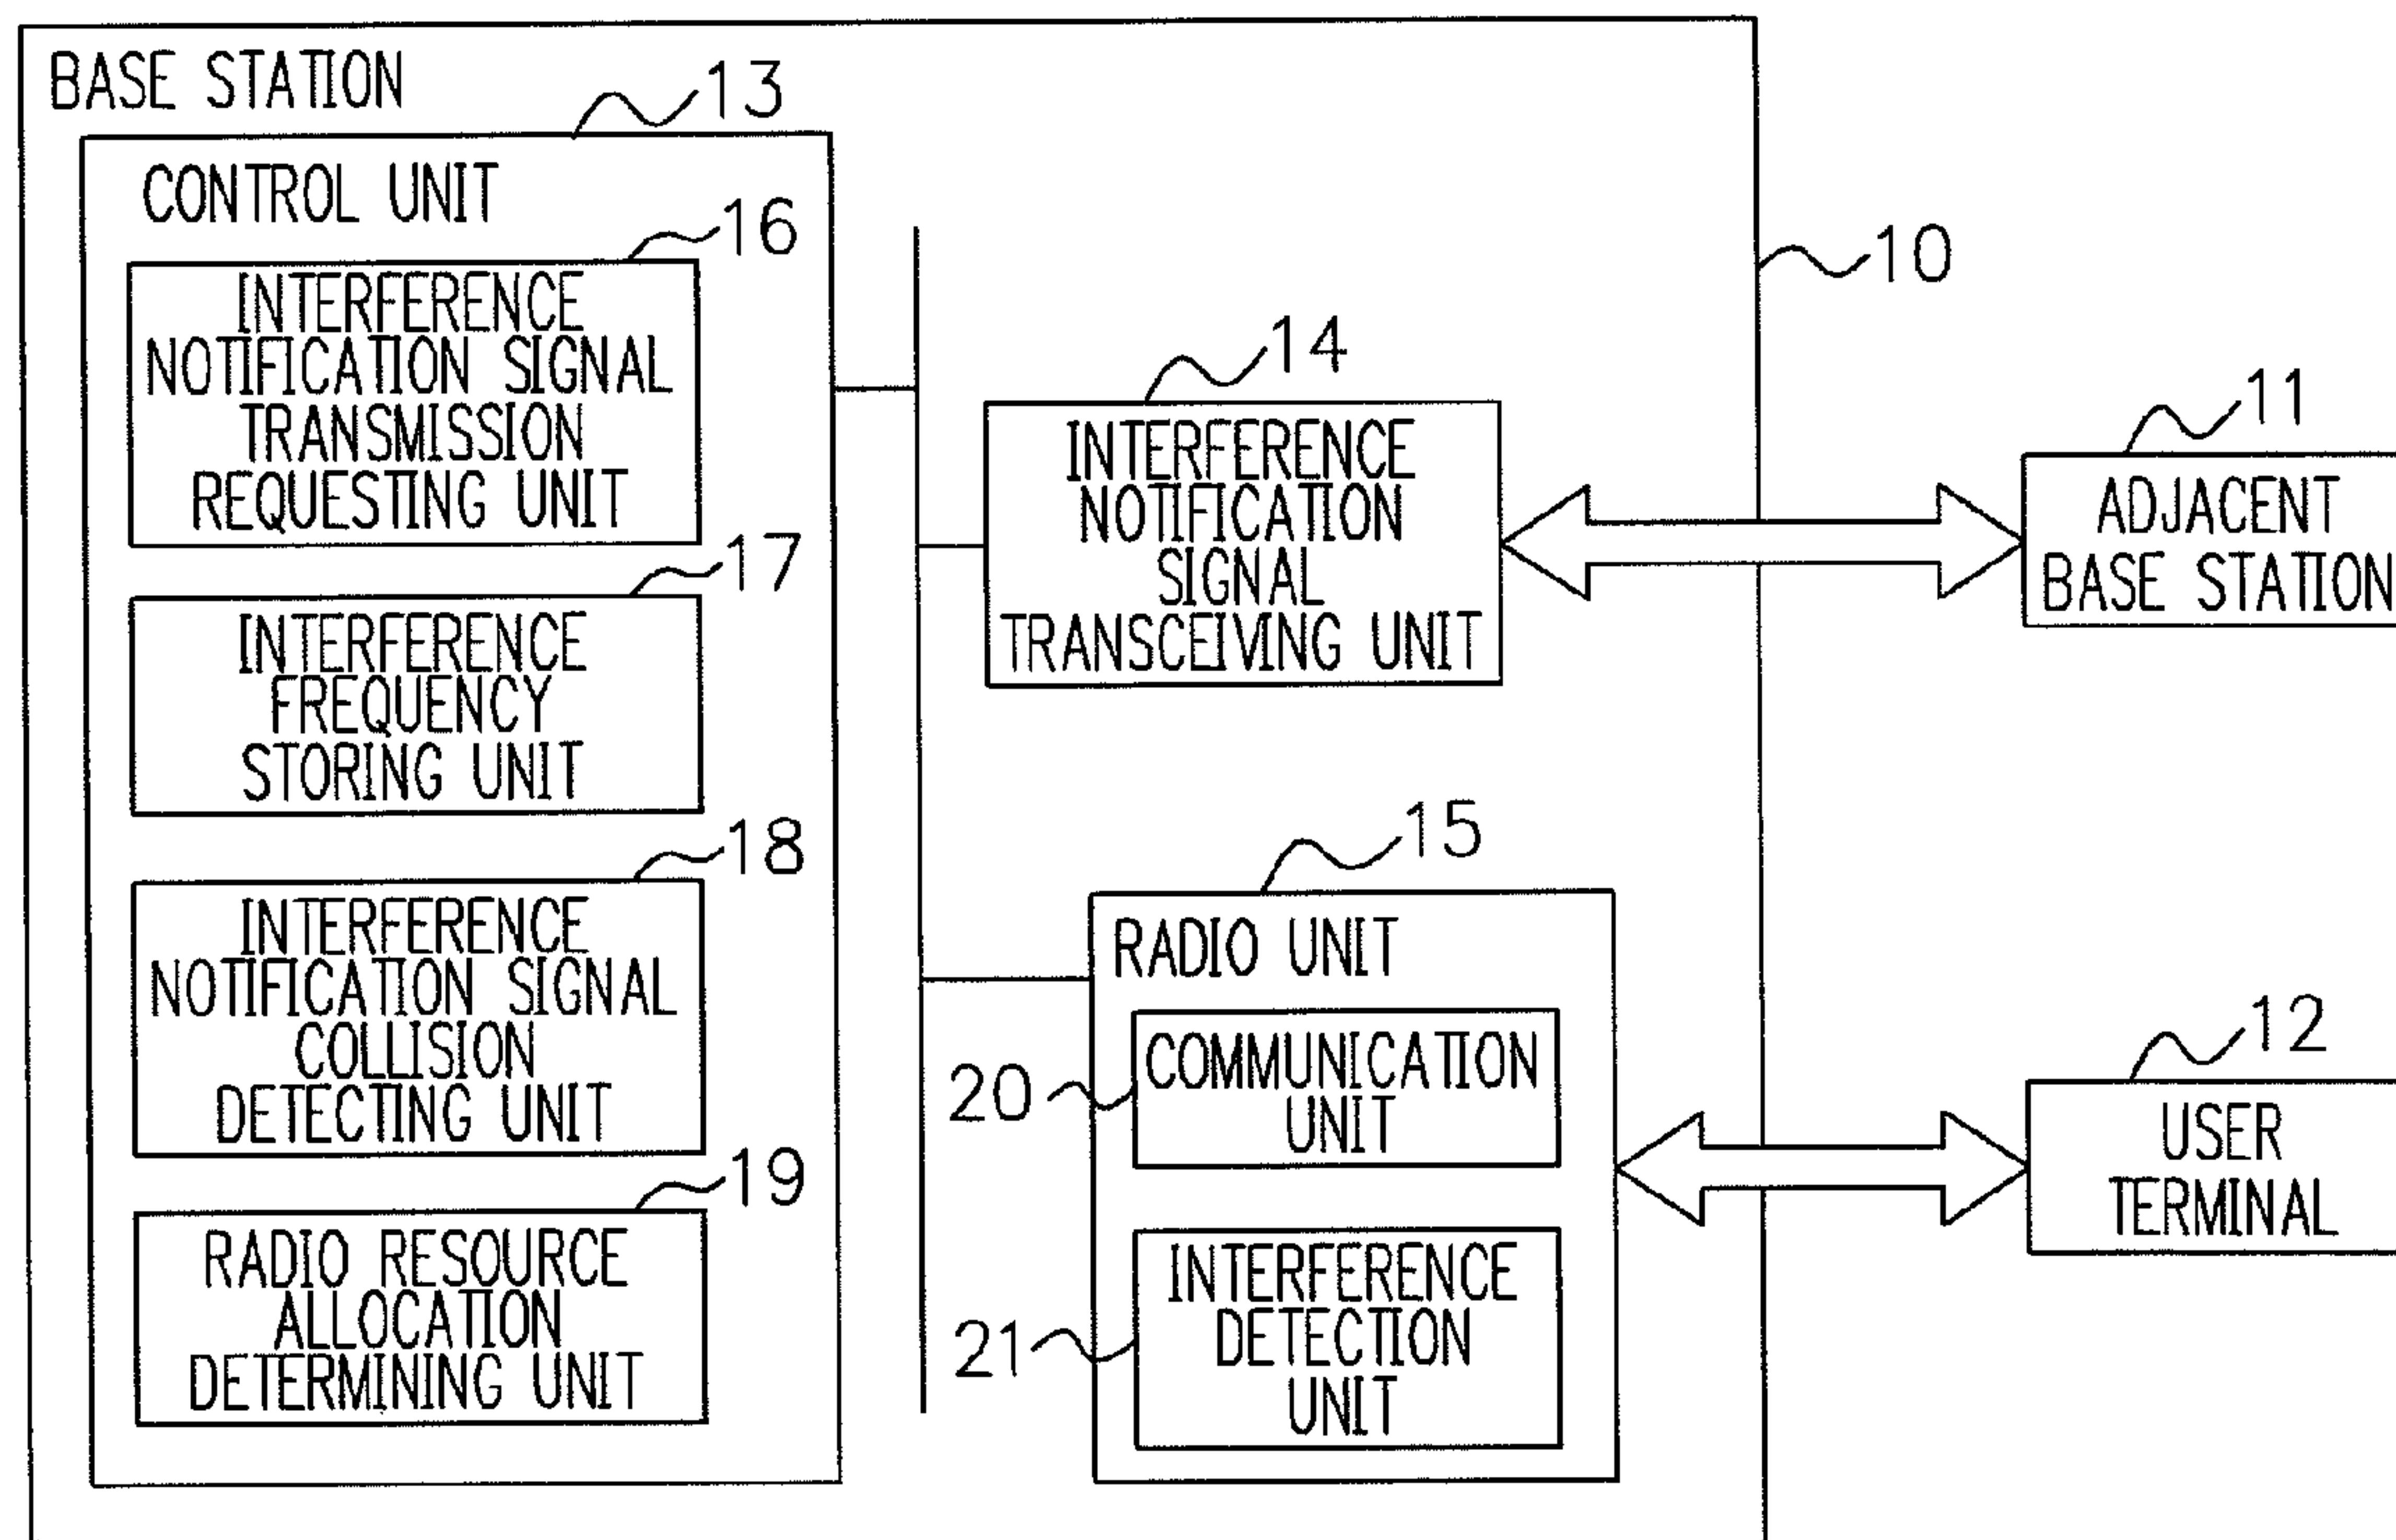 BASE STATION
13
CONTROL UNIT
16
INTERFERENCE
NOTIFICATION SIGNAL
TRANSMISSION
REQUESTING UNIT
17
INTERFERENCE
FREQUENCY
STORING UNIT
18
INTERFERENCE
NOTIFICATION SIGNAL
COLLISION
DETECTING UNIT
19
RADIO RESOURCE
ALLOCATION
DETERMINING UNIT
10
14
INTERFERENCE
NOTIFICATION
SIGNAL
TRANSCEIVING UNIT
11
ADJACENT
BASE STATION
15
RADIO UNIT
20
COMMUNICATION
UNIT
21
INTERFERENCE
DETECTION
UNIT
12
USER
TERMINAL